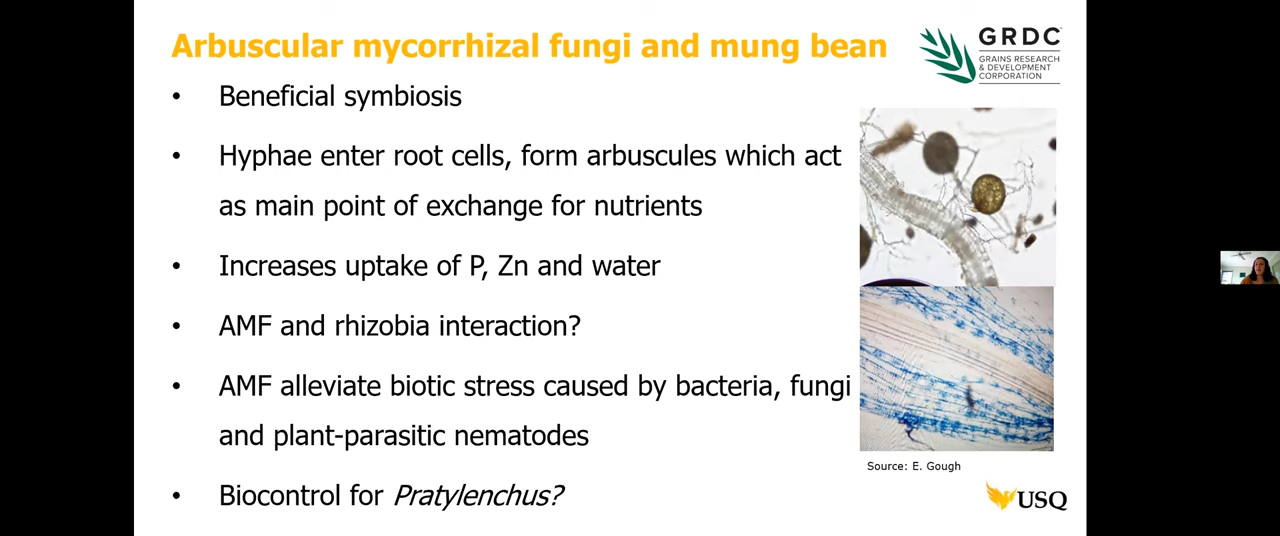 Arbuscular mycorrhizal fungi and mung bean
GRDC
GRAINS RESEARCH
& DEVELOPMENT
CORPORATION
• Beneficial symbiosis
• Hyphae enter root cells, form arbuscules which act
as main point of exchange for nutrients
• Increases uptake of P, Zn and water
• AMF and rhizobia interaction?
• AMF alleviate biotic stress caused by bacteria, fungi
and plant-parasitic nematodes
• Biocontrol for Pratylenchus?
Source: E. Gough
USQ